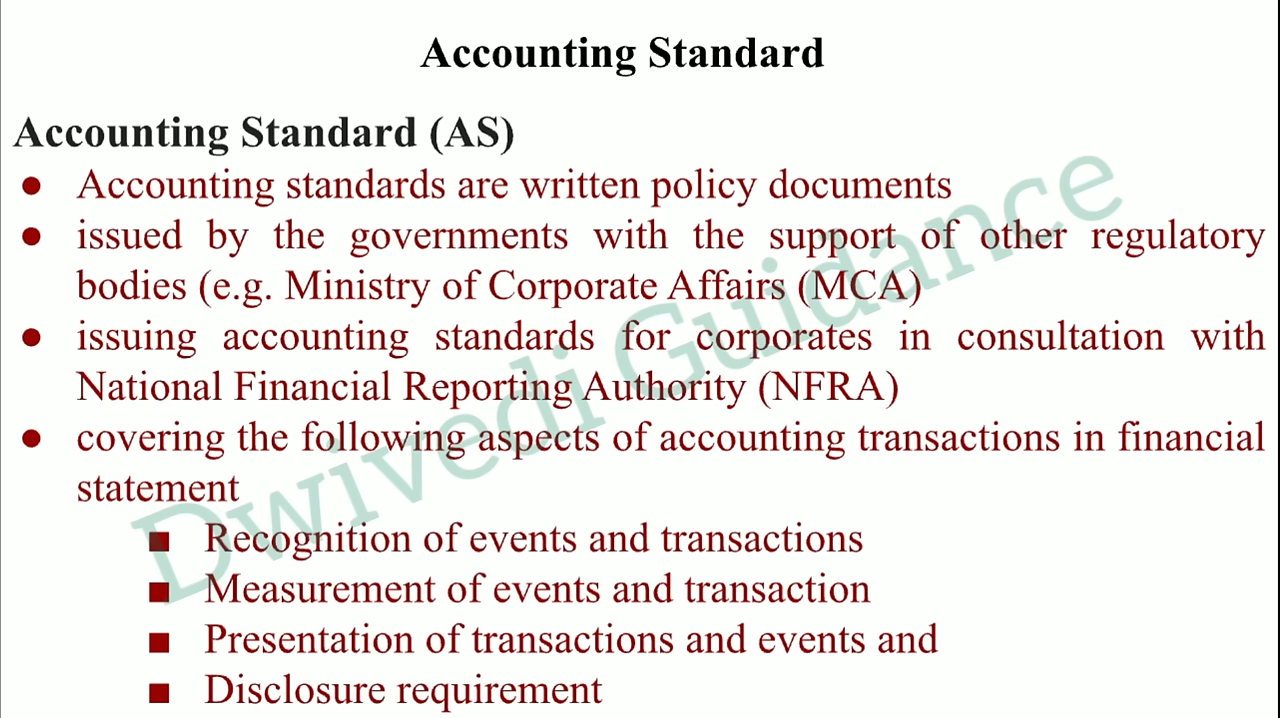 Accounting Standard
Accounting Standard (AS)
● Accounting standards are written policy documents
● issued by the governments with the support of other regulatory
bodies (e.g. Ministry of Corporate Affairs (MCA)
● issuing accounting standards for corporates in consultation with
National Financial Reporting Authority (NFRA)
● covering the following aspects of accounting transactions in financial
statement
■ Recognition of events and transactions
■ Measurement of events and transaction
■ Presentation of transactions and events and
■ Disclosure requirement
Dwivedi Guidance